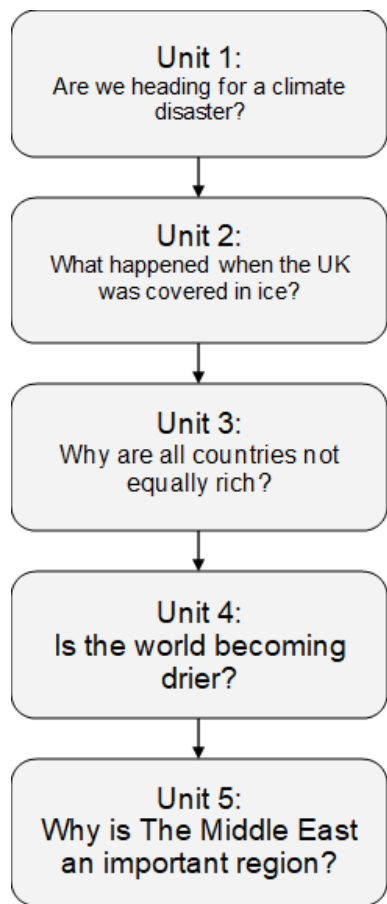 Unit 1:
Are we heading for a climate
disaster?
Unit 2:
What happened when the UK
was covered in ice?
Unit 3:
Why are all countries not
equally rich?
Unit 4:
Is the world becoming
drier?
Unit 5:
Why is The Middle East
an important region?